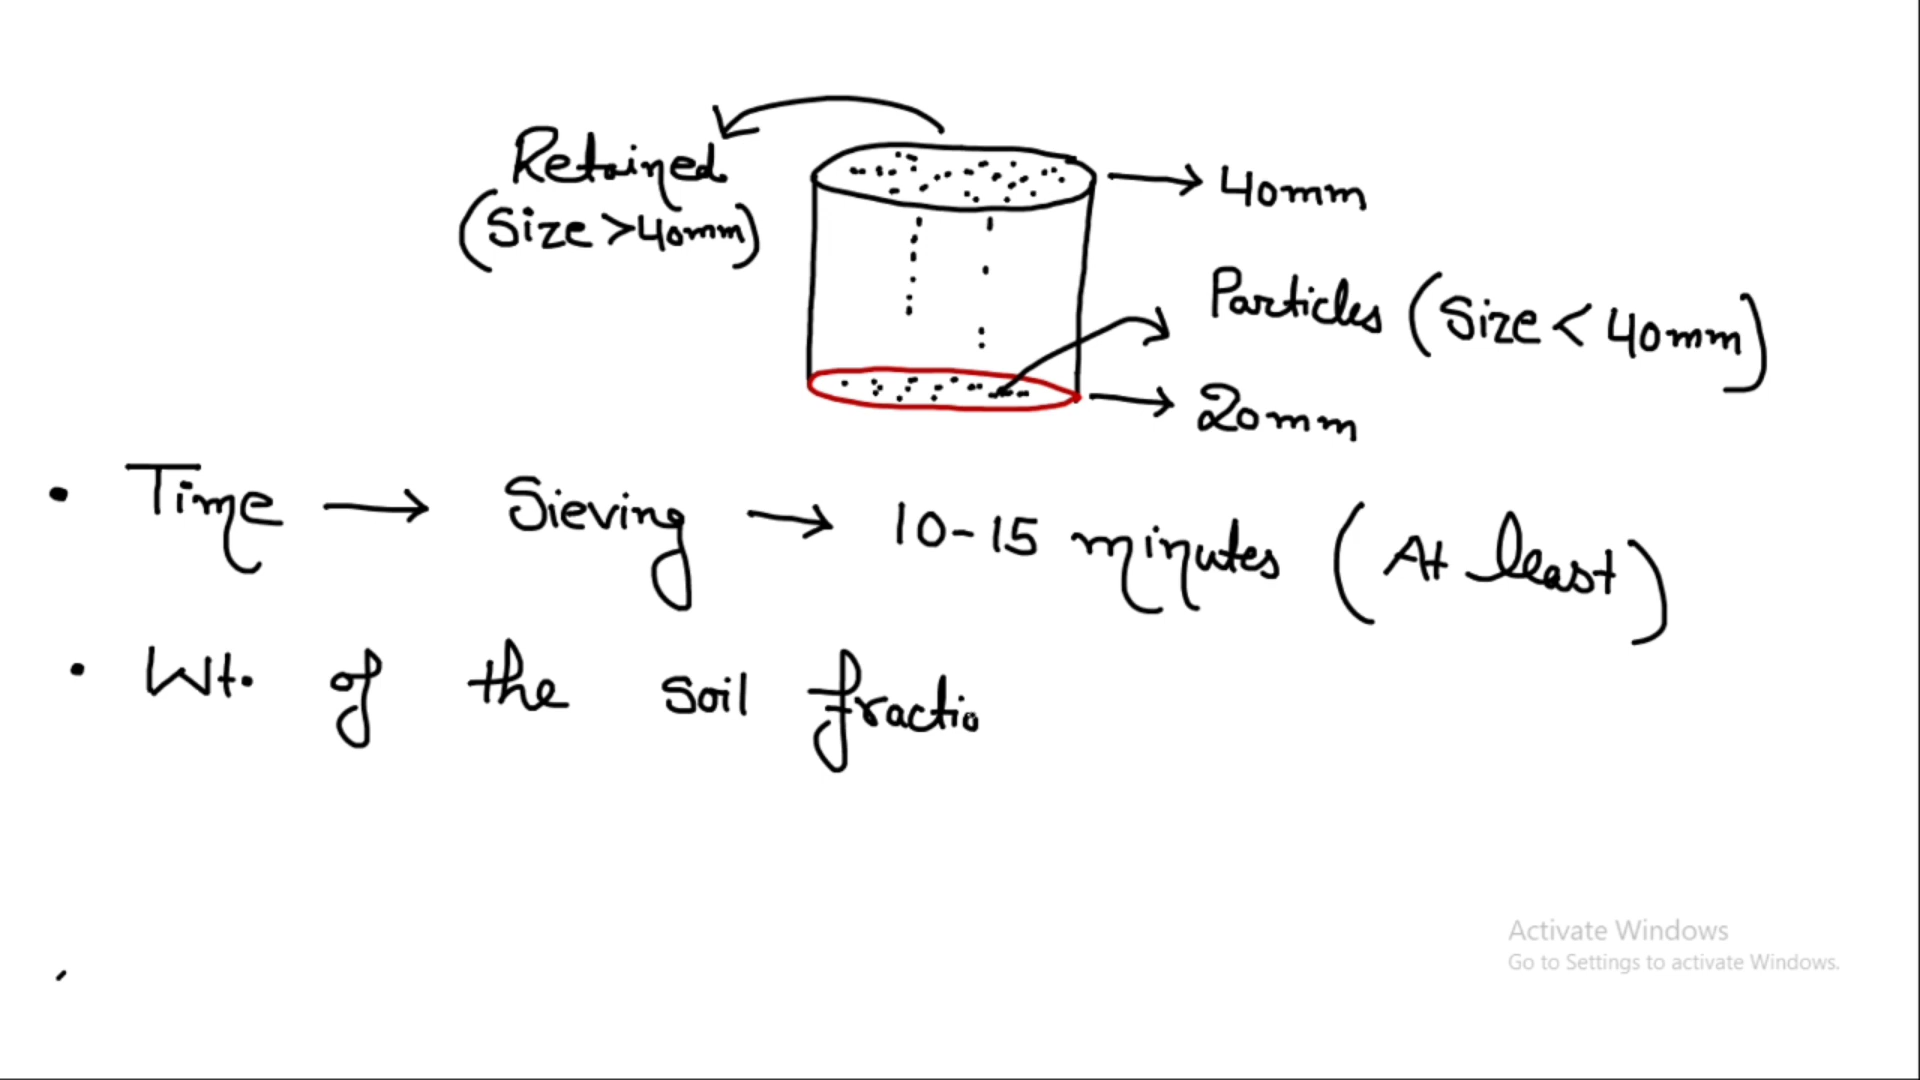 Retained
(Size >40mm)
40mm
Particles (Size < 40mm)
20mm
• Time → Sieving → 10-15 minutes (At least)
• Wt. of the soil fractio
Activate Windows
Go to Settings to activate Windows.